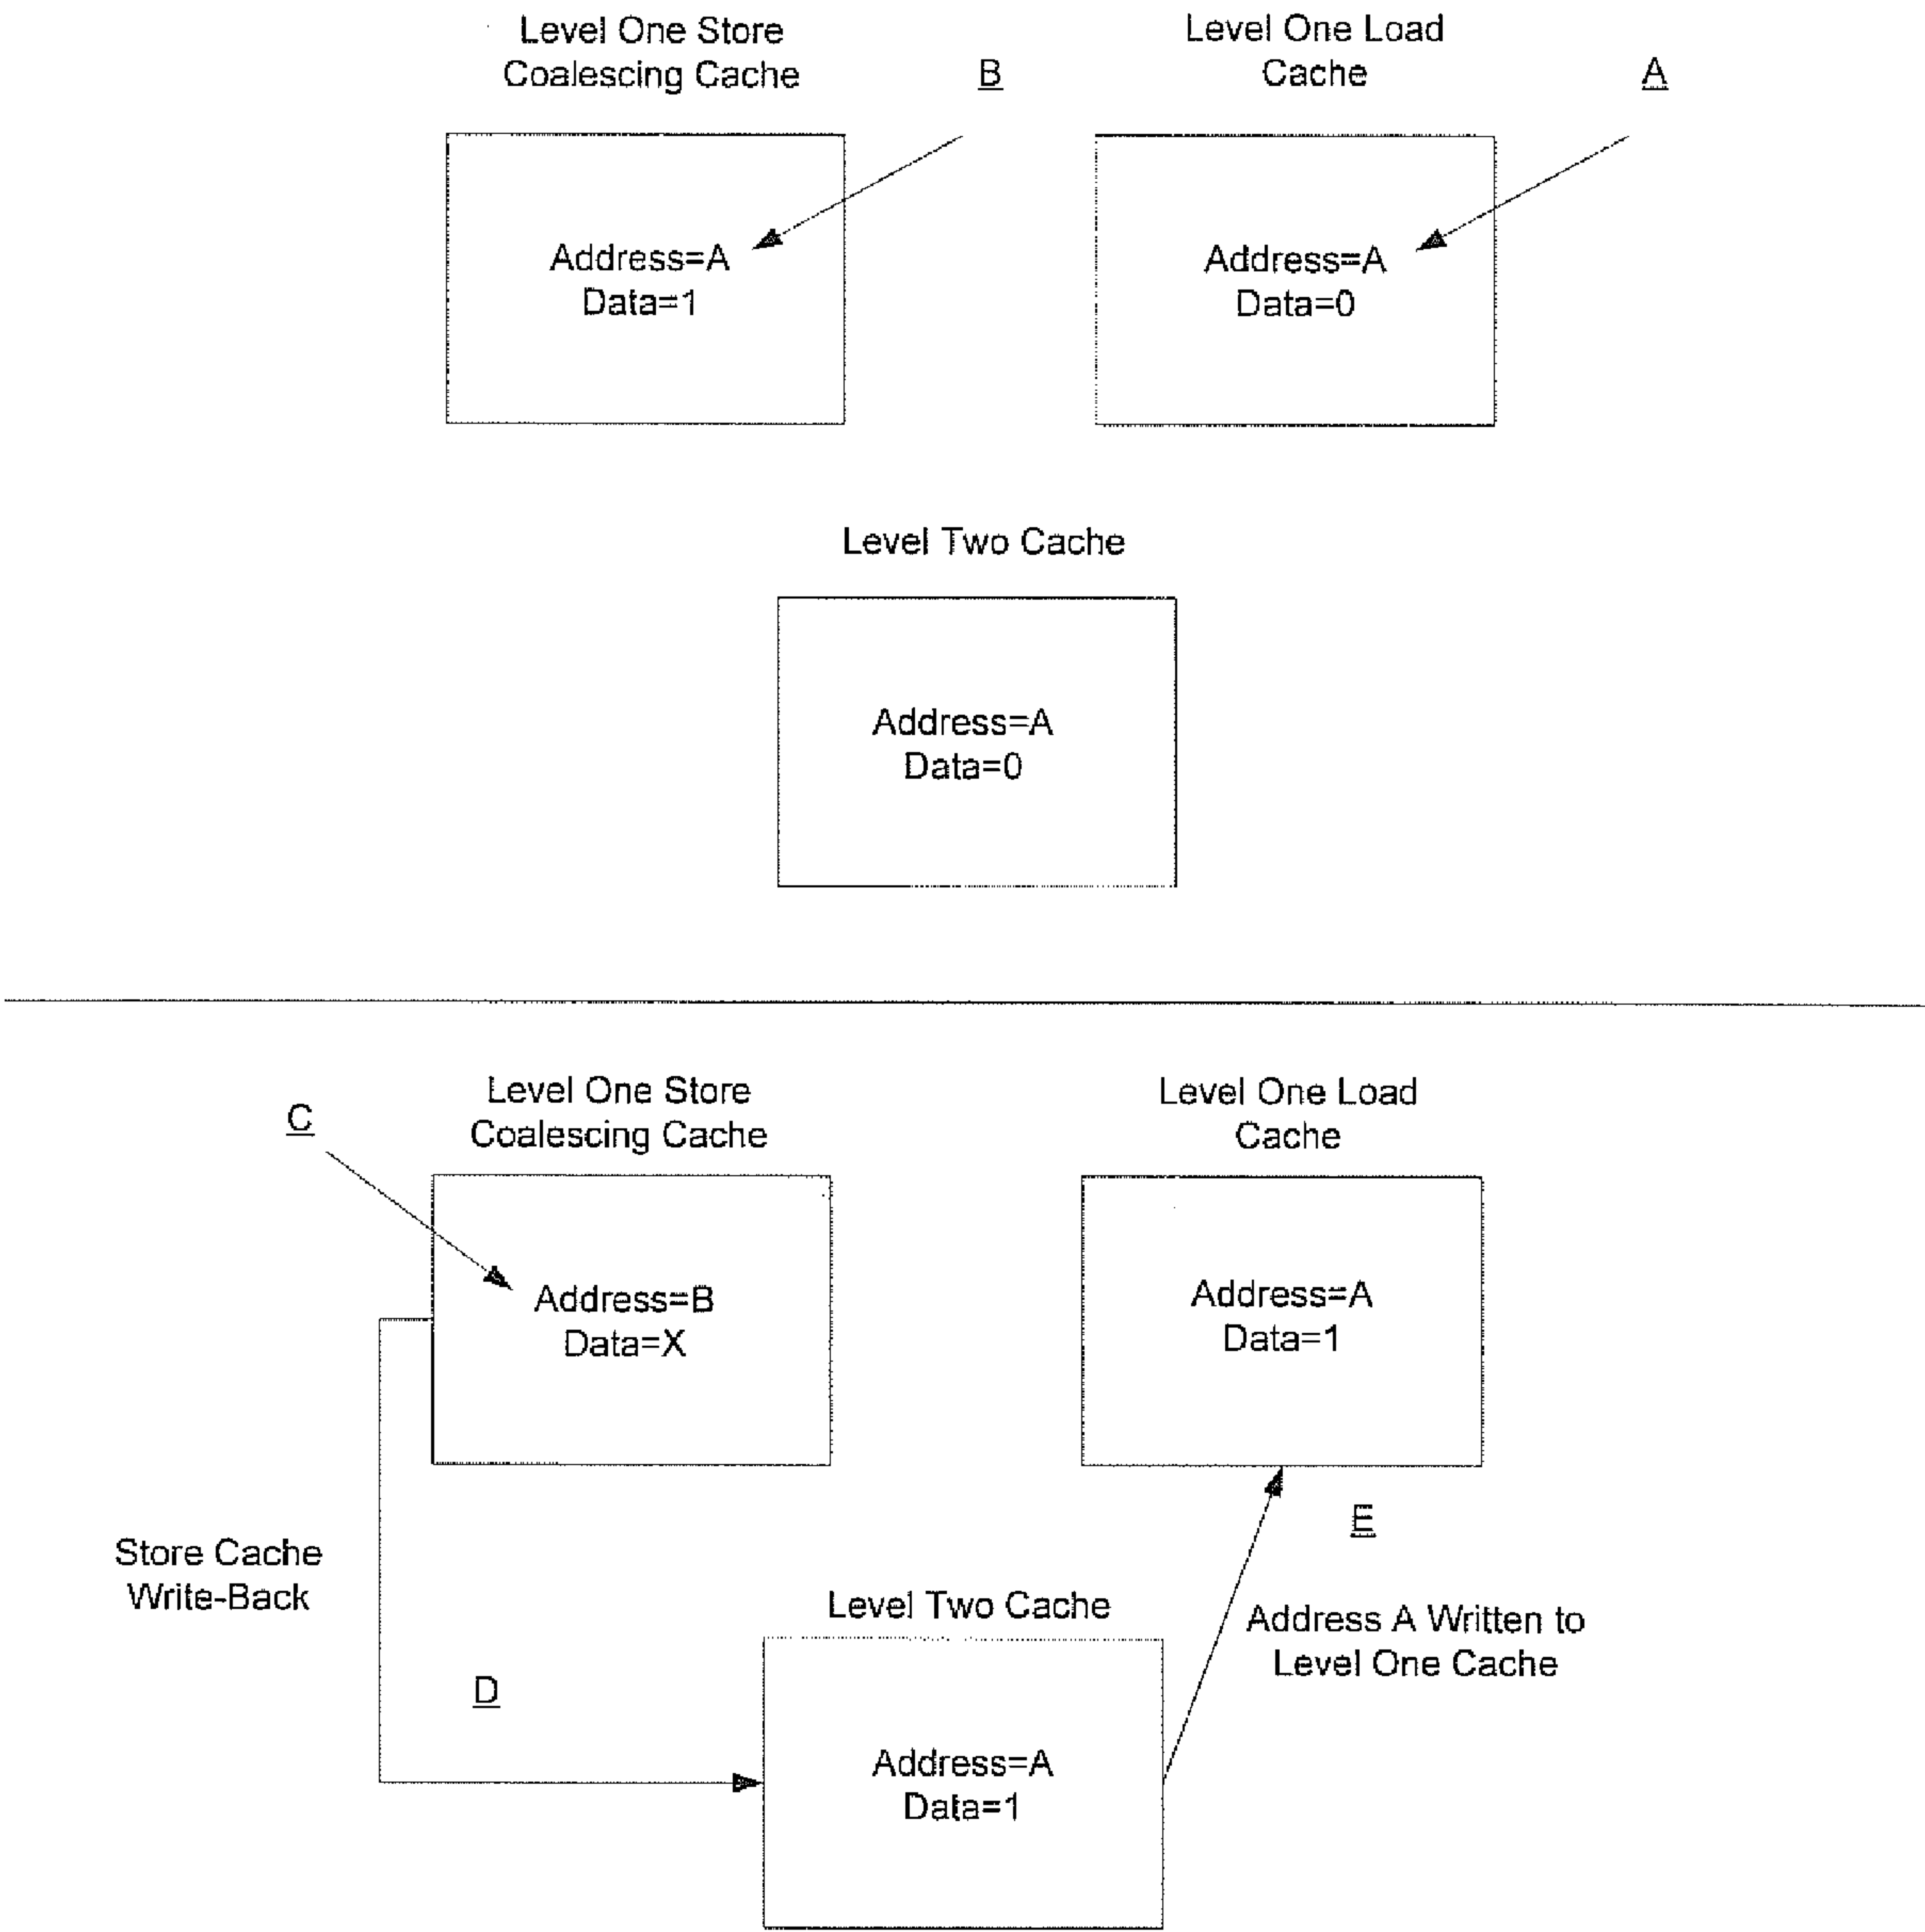 Level One Store
Coalescing Cache
B
Level One Load
Cache
A
Address=A
Data=1
Address=A
Data=0
Level Two Cache
Address=A
Data=0
C
Level One Store
Coalescing Cache
Level One Load
Cache
Address=B
Data=X
Address=A
Data=1
Store Cache
Write-Back
D
Level Two Cache
E
Address A Written to
Level One Cache
Address=A
Data=1